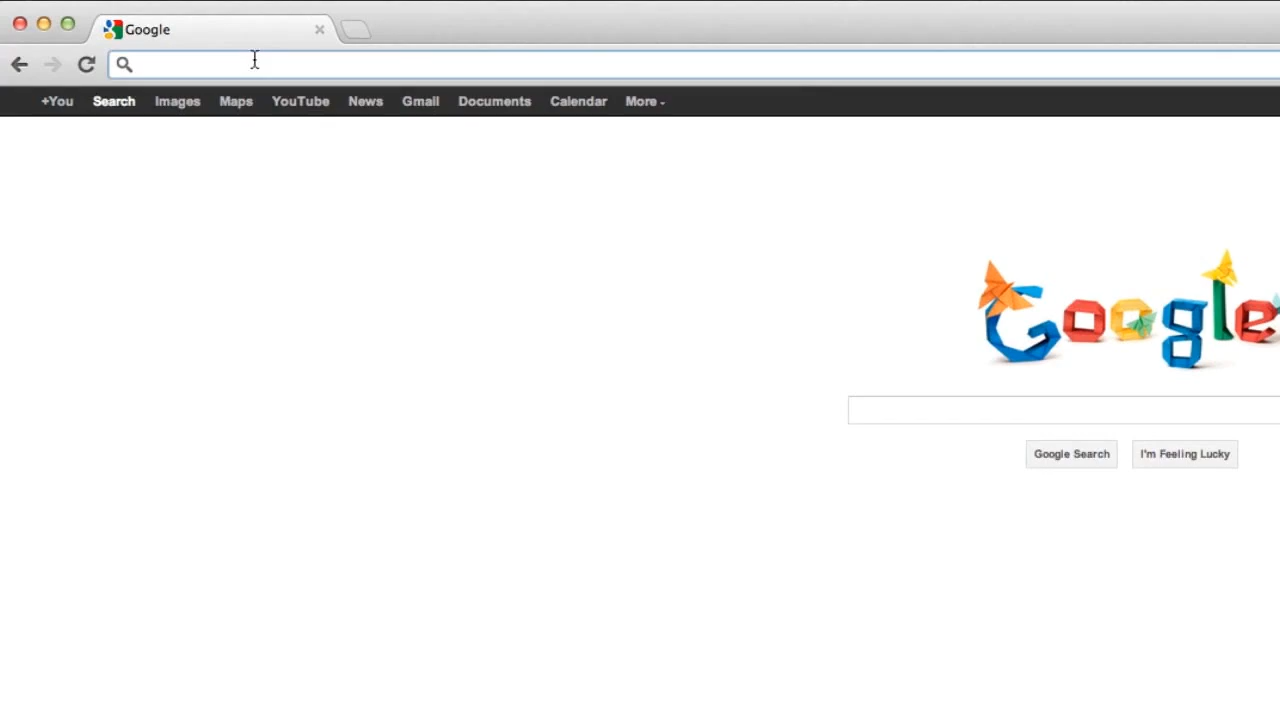 Google
+You Search Images Maps YouTube News Gmail Documents Calendar More
Google
Google Search I'm Feeling Lucky